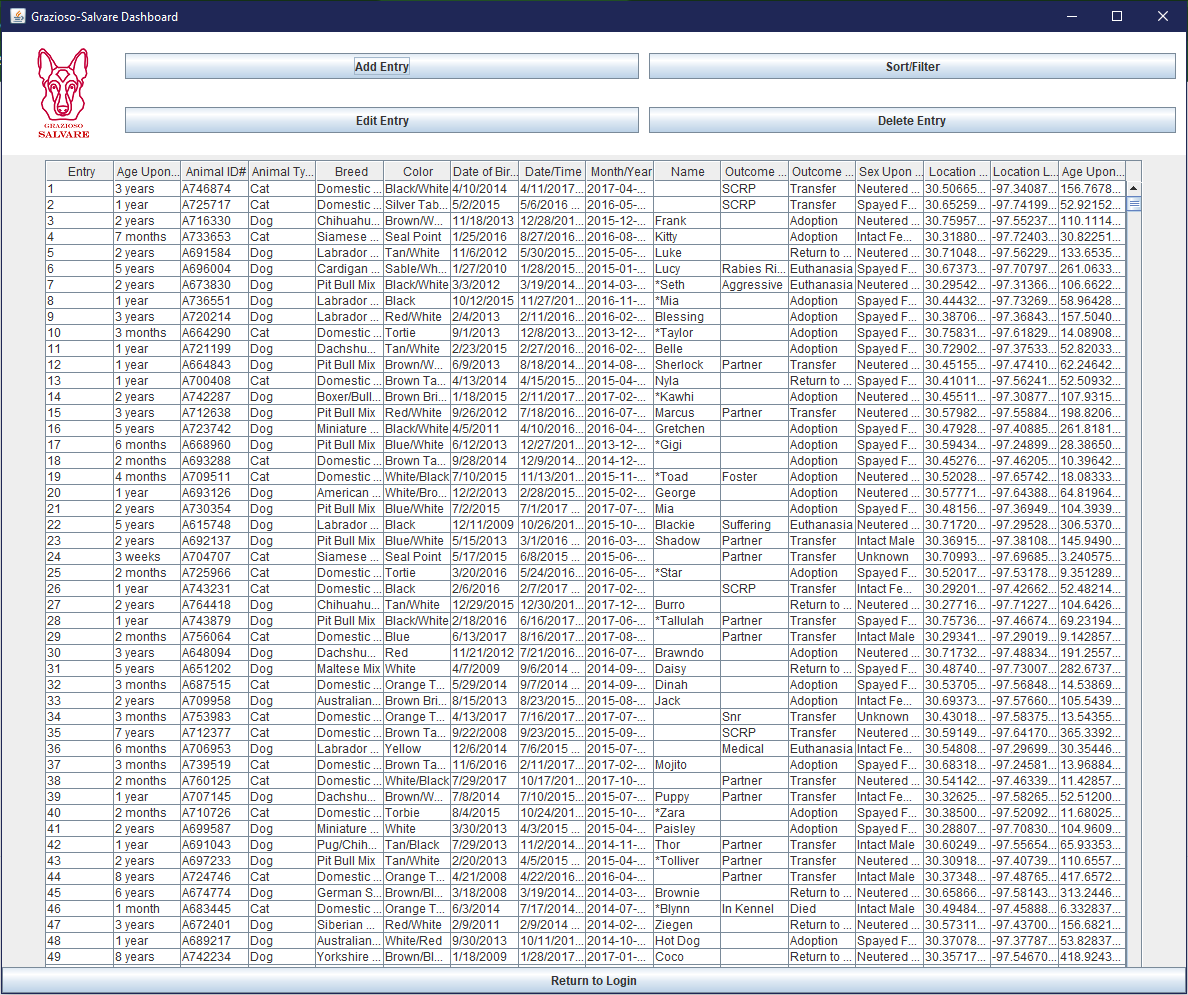 Grazioso-Salvare Dashboard
GRAZIOSO
SALVARE
Add Entry Sort/Filter
Edit Entry Delete Entry
Entry Age Upon... Animal ID# Animal Ty... Breed Color Date of Bir... Date/Time Month/Year Name Outcome ... Outcome ... Sex Upon ... Location ... Location L... Age Upon...
1 3 years A746874 Cat Domestic ... Black/White 4/10/2014 4/11/2017... 2017-04-... SCRP Transfer Neutered ... 30.50665... -97.34087... 156.7678...
2 1 year A725717 Cat Domestic ... Silver Tab... 5/2/2015 5/6/2016 ... 2016-05-... SCRP Transfer Spayed F... 30.65259... -97.74199... 52.92152...
3 2 years A716330 Dog Chihuahu... Brown/W... 11/18/2013 12/28/201... 2015-12-... Frank Adoption Neutered ... 30.75957... -97.55237... 110.1114...
4 7 months A733653 Cat Siamese ... Seal Point 1/25/2016 8/27/2016... 2016-08-... Kitty Adoption Intact Fe... 30.31880... -97.72403... 30.82251...
5 2 years A691584 Dog Labrador ... Tan/White 11/6/2012 5/30/2015... 2015-05-... Luke Return to ... Neutered ... 30.71048... -97.56229... 133.6535...
6 5 years A696004 Dog Cardigan ... Sable/Wh... 1/27/2010 1/28/2015... 2015-01-... Lucy Rabies Ri... Euthanasia Spayed F... 30.67373... -97.70797... 261.0633...
7 2 years A673830 Dog Pit Bull Mix Black/White 3/3/2012 3/19/2014... 2014-03-... *Seth Aggressive Euthanasia Neutered ... 30.29542... -97.31366... 106.6622...
8 1 year A736551 Dog Labrador ... Black 10/12/2015 11/27/201... 2016-11-... *Mia Adoption Spayed F... 30.44432... -97.73269... 58.96428...
9 3 years A720214 Dog Labrador ... Red/White 2/4/2013 2/11/2016... 2016-02-... Blessing Adoption Spayed F... 30.38706... -97.36843... 157.5040...
10 3 months A664290 Cat Domestic ... Tortie 9/1/2013 12/8/2013... 2013-12-... *Taylor Adoption Spayed F... 30.75831... -97.61829... 14.08908...
11 1 year A721199 Dog Dachshu... Tan/White 2/23/2015 2/27/2016... 2016-02-... Belle Adoption Spayed F... 30.72902... -97.37533... 52.82033...
12 1 year A664843 Dog Pit Bull Mix Brown/W... 6/9/2013 8/18/2014... 2014-08-... Sherlock Partner Transfer Neutered ... 30.45155... -97.47410... 62.24642...
13 1 year A700408 Cat Domestic ... Brown Ta... 4/13/2014 4/15/2015... 2015-04-... Nyla Return to ... Spayed F... 30.41011... -97.56241... 52.50932...
14 2 years A742287 Dog Boxer/Bull... Brown Bri... 1/18/2015 2/11/2017... 2017-02-... *Kawhi Adoption Neutered ... 30.45511... -97.30877... 107.9315...
15 3 years A712638 Dog Pit Bull Mix Red/White 9/26/2012 7/18/2016... 2016-07-... Marcus Partner Transfer Neutered ... 30.57982... -97.55884... 198.8206...
16 5 years A723742 Dog Miniature ... Black/White 4/5/2011 4/10/2016... 2016-04-... Gretchen Adoption Spayed F... 30.47928... -97.40885... 261.8181...
17 6 months A668960 Dog Pit Bull Mix Blue/White 6/12/2013 12/27/201... 2013-12-... *Gigi Adoption Spayed F... 30.59434... -97.24899... 28.38650...
18 2 months A693288 Cat Domestic ... Brown Ta... 9/28/2014 12/9/2014... 2014-12-... Adoption Spayed F... 30.45276... -97.46205... 10.39642...
19 4 months A709511 Cat Domestic ... White/Black 7/10/2015 11/13/201... 2015-11-... *Toad Foster Adoption Neutered ... 30.52028... -97.65742... 18.08333...
20 1 year A693126 Dog American ... White/Bro... 12/2/2013 2/28/2015... 2015-02-... George Adoption Neutered ... 30.57771... -97.64388... 64.81964...
21 2 years A730354 Dog Pit Bull Mix Blue/White 7/2/2015 7/1/2017 ... 2017-07-... Mia Adoption Spayed F... 30.48156... -97.36949... 104.3939...
22 5 years A615748 Dog Labrador ... Black 12/11/2009 10/26/201... 2015-10-... Blackie Suffering Euthanasia Neutered ... 30.71720... -97.29528... 306.5370...
23 2 years A692137 Dog Pit Bull Mix Blue/White 5/15/2013 3/1/2016 ... 2016-03-... Shadow Partner Transfer Intact Male 30.36915... -97.38108... 145.9490...
24 3 weeks A704707 Cat Siamese ... Seal Point 5/17/2015 6/8/2015 ... 2015-06-... Partner Transfer Unknown 30.70993... -97.69685... 3.240575...
25 2 months A725966 Cat Domestic ... Tortie 3/20/2016 5/24/2016... 2016-05-... *Star Adoption Spayed F... 30.52017... -97.53178... 9.351289...
26 1 year A743231 Cat Domestic ... Black 2/6/2016 2/7/2017 ... 2017-02-... SCRP Transfer Intact Fe... 30.29201... -97.42662... 52.48214...
27 2 years A764418 Dog Chihuahu... Tan/White 12/29/2015 12/30/201... 2017-12-... Burro Return to ... Neutered ... 30.27716... -97.71227... 104.6426...
28 1 year A743879 Dog Pit Bull Mix Black/White 2/18/2016 6/16/2017... 2017-06-... *Tallulah Partner Transfer Spayed F... 30.75736... -97.46674... 69.23194...
29 2 months A756064 Cat Domestic ... Blue 6/13/2017 8/16/2017... 2017-08-... Partner Transfer Intact Male 30.29341... -97.29019... 9.142857...
30 3 years A648094 Dog Dachshu... Red 11/21/2012 7/21/2016... 2016-07-... Brawndo Adoption Neutered ... 30.71732... -97.48834... 191.2557...
31 5 years A651202 Dog Maltese Mix White 4/7/2009 9/6/2014 ... 2014-09-... Daisy Return to ... Spayed F... 30.48740... -97.73007... 282.6737...
32 3 months A687515 Cat Domestic ... Orange T... 5/29/2014 9/7/2014 ... 2014-09-... Dinah Adoption Spayed F... 30.53705... -97.56848... 14.53869...
33 2 years A709958 Dog Australian... Brown Bri... 8/15/2013 8/23/2015... 2015-08-... Jack Adoption Intact Fe... 30.69373... -97.57660... 105.5439...
34 3 months A753983 Cat Domestic ... Orange T... 4/13/2017 7/16/2017... 2017-07-... Snr Transfer Unknown 30.43018... -97.58375... 13.54355...
35 7 years A712377 Cat Domestic ... Brown Ta... 9/22/2008 9/23/2015... 2015-09-... SCRP Transfer Spayed F... 30.59149... -97.64170... 365.3392...
36 6 months A706953 Dog Labrador ... Yellow 12/6/2014 7/6/2015 ... 2015-07-... Medical Euthanasia Intact Fe... 30.54808... -97.29699... 30.35446...
37 3 months A739519 Cat Domestic ... Brown Ta... 11/6/2016 2/11/2017... 2017-02-... Mojito Adoption Spayed F... 30.68318... -97.24581... 13.96884...
38 2 months A760125 Cat Domestic ... White/Black 7/29/2017 10/17/201... 2017-10-... Partner Transfer Neutered ... 30.54142... -97.46339... 11.42857...
39 1 year A707145 Dog Dachshu... Brown/W... 7/8/2014 7/10/2015... 2015-07-... Puppy Partner Transfer Intact Fe... 30.32625... -97.58265... 52.51200...
40 2 months A710726 Cat Domestic ... Torbie 8/4/2015 10/24/201... 2015-10-... *Zara Adoption Spayed F... 30.38500... -97.52092... 11.68025...
41 2 years A699587 Dog Miniature ... White 3/30/2013 4/3/2015 ... 2015-04-... Paisley Adoption Spayed F... 30.28807... -97.70830... 104.9609...
42 1 year A691043 Dog Pug/Chih... Tan/Black 7/29/2013 11/2/2014... 2014-11-... Thor Partner Transfer Intact Male 30.60249... -97.55654... 65.93353...
43 2 years A697233 Dog Pit Bull Mix Tan/White 2/20/2013 4/5/2015 ... 2015-04-... *Tolliver Partner Transfer Neutered ... 30.30918... -97.40739... 110.6557...
44 8 years A724746 Cat Domestic ... Orange T... 4/21/2008 4/22/2016... 2016-04-... Partner Transfer Intact Male 30.37348... -97.48765... 417.6572...
45 6 years A674774 Dog German S... Brown/Bl... 3/18/2008 3/19/2014... 2014-03-... Brownie Return to ... Neutered ... 30.65866... -97.58143... 313.2446...
46 1 month A683445 Cat Domestic ... Orange T... 6/3/2014 7/17/2014... 2014-07-... *Blynn In Kennel Died Intact Male 30.49484... -97.45888... 6.332837...
47 3 years A672401 Dog Siberian ... Red/White 2/9/2011 2/9/2014 ... 2014-02-... Ziegen Return to ... Neutered ... 30.57311... -97.43700... 156.6821...
48 1 year A689217 Dog Australian... White/Red 9/30/2013 10/11/201... 2014-10-... Hot Dog Adoption Spayed F... 30.37078... -97.37787... 53.82837...
49 8 years A742234 Dog Yorkshire ... Brown/Bl... 1/18/2009 1/28/2017... 2017-01-... Coco Return to ... Neutered ... 30.35717... -97.54670... 418.9243...
Return to Login